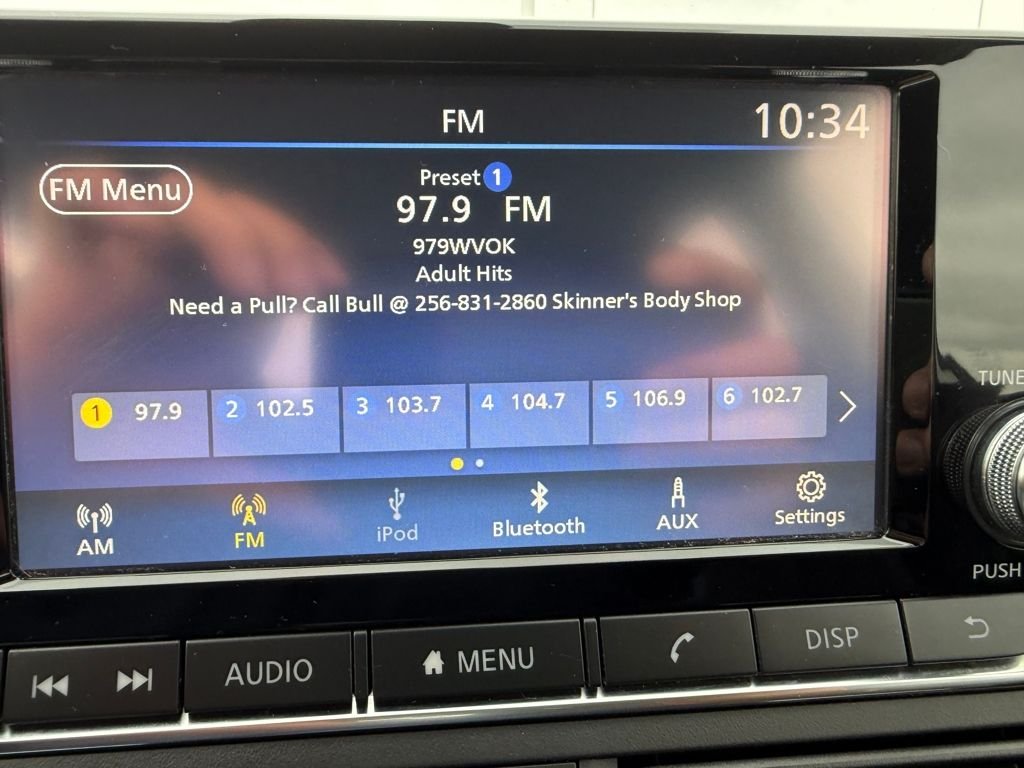 FM
10:34
FM Menu
Preset 1
97.9 FM
979WVOK
Adult Hits
Need a Pull? Call Bull @ 256-831-2860 Skinner's Body Shop
1 97.9 2 102.5 3 103.7 4 104.7 5 106.9 6 102.7
AM FM iPod Bluetooth AUX Settings
TUNE
PUSH
AUDIO MENU DISP